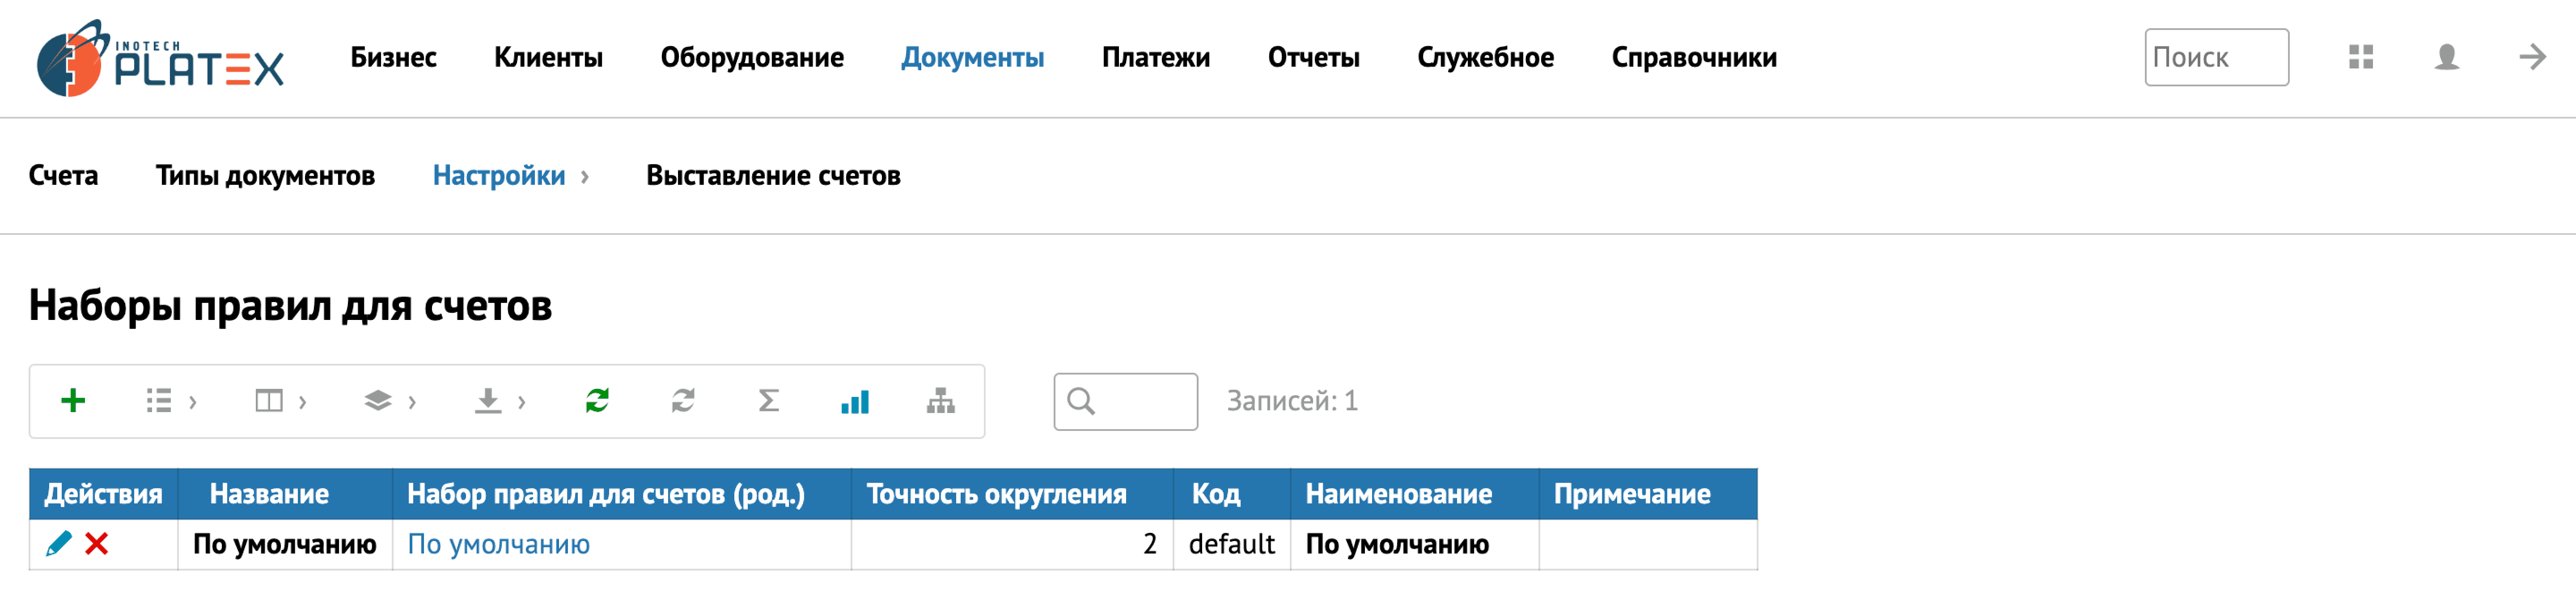 INOTECH
PLATEX
Бизнес Клиенты Оборудование Документы Платежи Отчеты Служебное Справочники Поиск
Счета Типы документов Настройки › Выставление счетов
Наборы правил для счетов
Записей: 1
Действия Название Набор правил для счетов (род.) Точность округления Код Наименование Примечание
По умолчанию По умолчанию 2 default По умолчанию